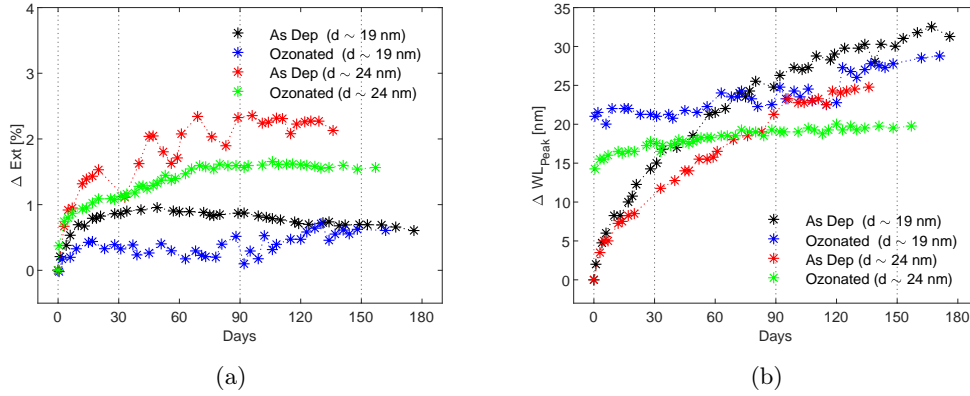 4
3
2
1
0
Δ Ext [%]
0 30 60 90 120 150 180
Days
As Dep (d ∼ 19 nm)
Ozonated (d ∼ 19 nm)
As Dep (d ∼ 24 nm)
Ozonated (d ∼ 24 nm)
(a)
35
30
25
20
15
10
5
0
Δ WL_Peak [nm]
0 30 60 90 120 150 180
Days
As Dep (d ∼ 19 nm)
Ozonated (d ∼ 19 nm)
As Dep (d ∼ 24 nm)
Ozonated (d ∼ 24 nm)
(b)